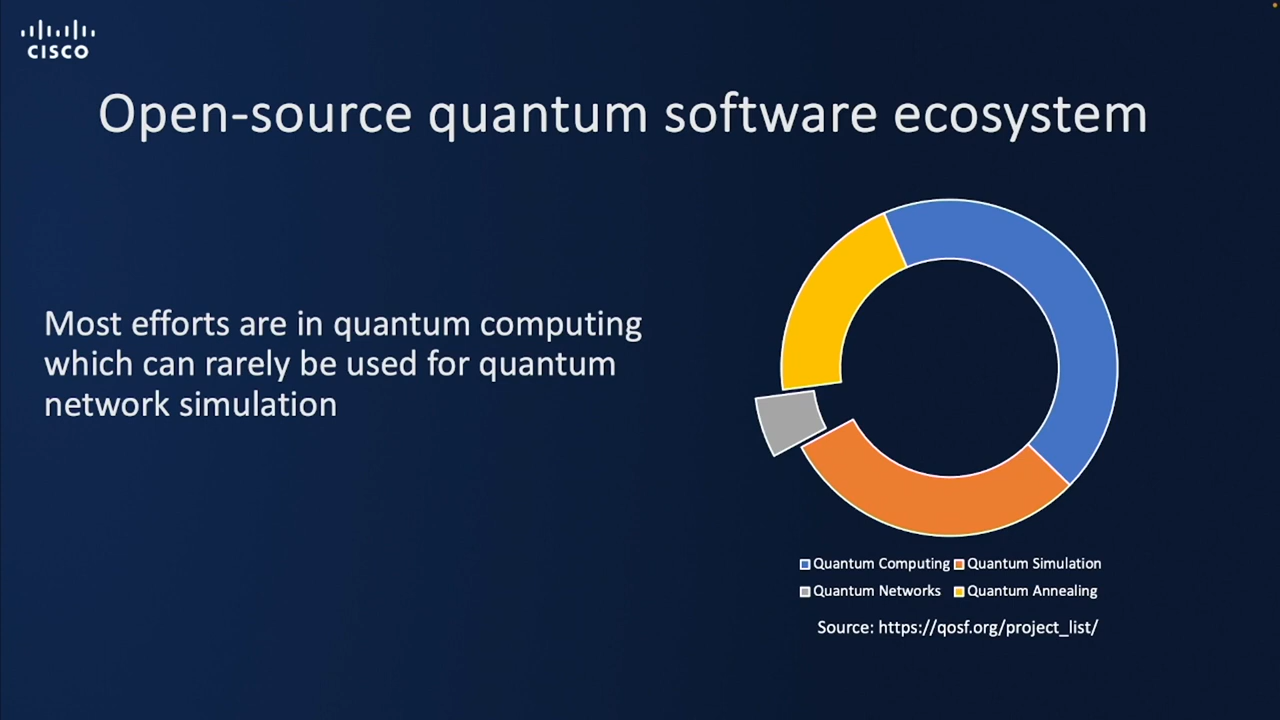 CISCO
Open-source quantum software ecosystem
Most efforts are in quantum computing
which can rarely be used for quantum
network simulation
Quantum Computing Quantum Simulation
Quantum Networks Quantum Annealing
Source: https://qosf.org/project_list/